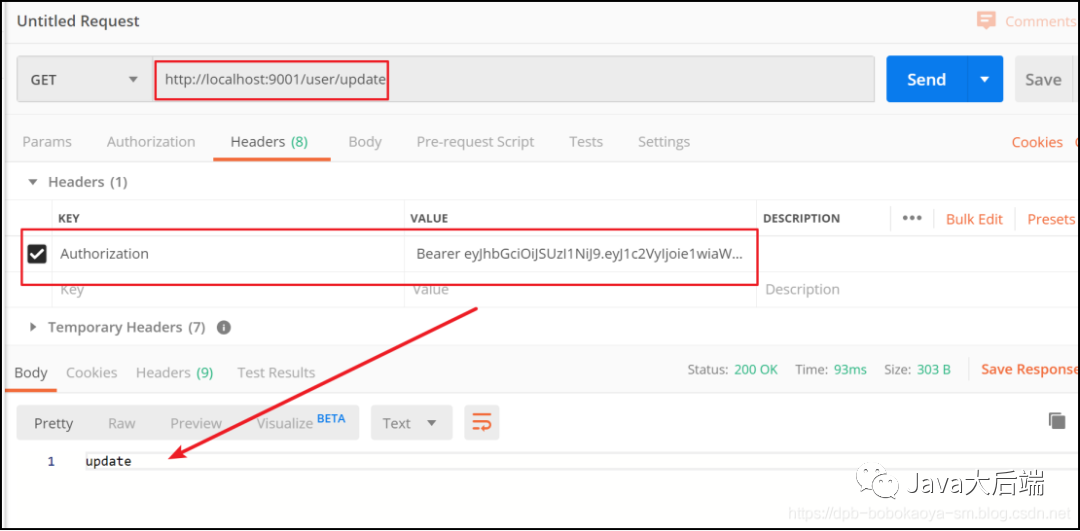 Untitled Request
Comments
GET
http://localhost:9001/user/update
Send
Save
Params Authorization Headers (8) Body Pre-request Script Tests Settings Cookies
Headers (1)
KEY VALUE DESCRIPTION ••• Bulk Edit Presets
Authorization Bearer eyJhbGciOiJSUzI1NiJ9.eyJ1c2VyIjoie1wiaW...
Key Value Description
Temporary Headers (7)
Body Cookies Headers (9) Test Results Status: 200 OK Time: 93ms Size: 303 B Save Response
Pretty Raw Preview Visualize BETA Text
1 update
Java大后端
https://dpb-bobokaoya-sm.blog.csdn.net